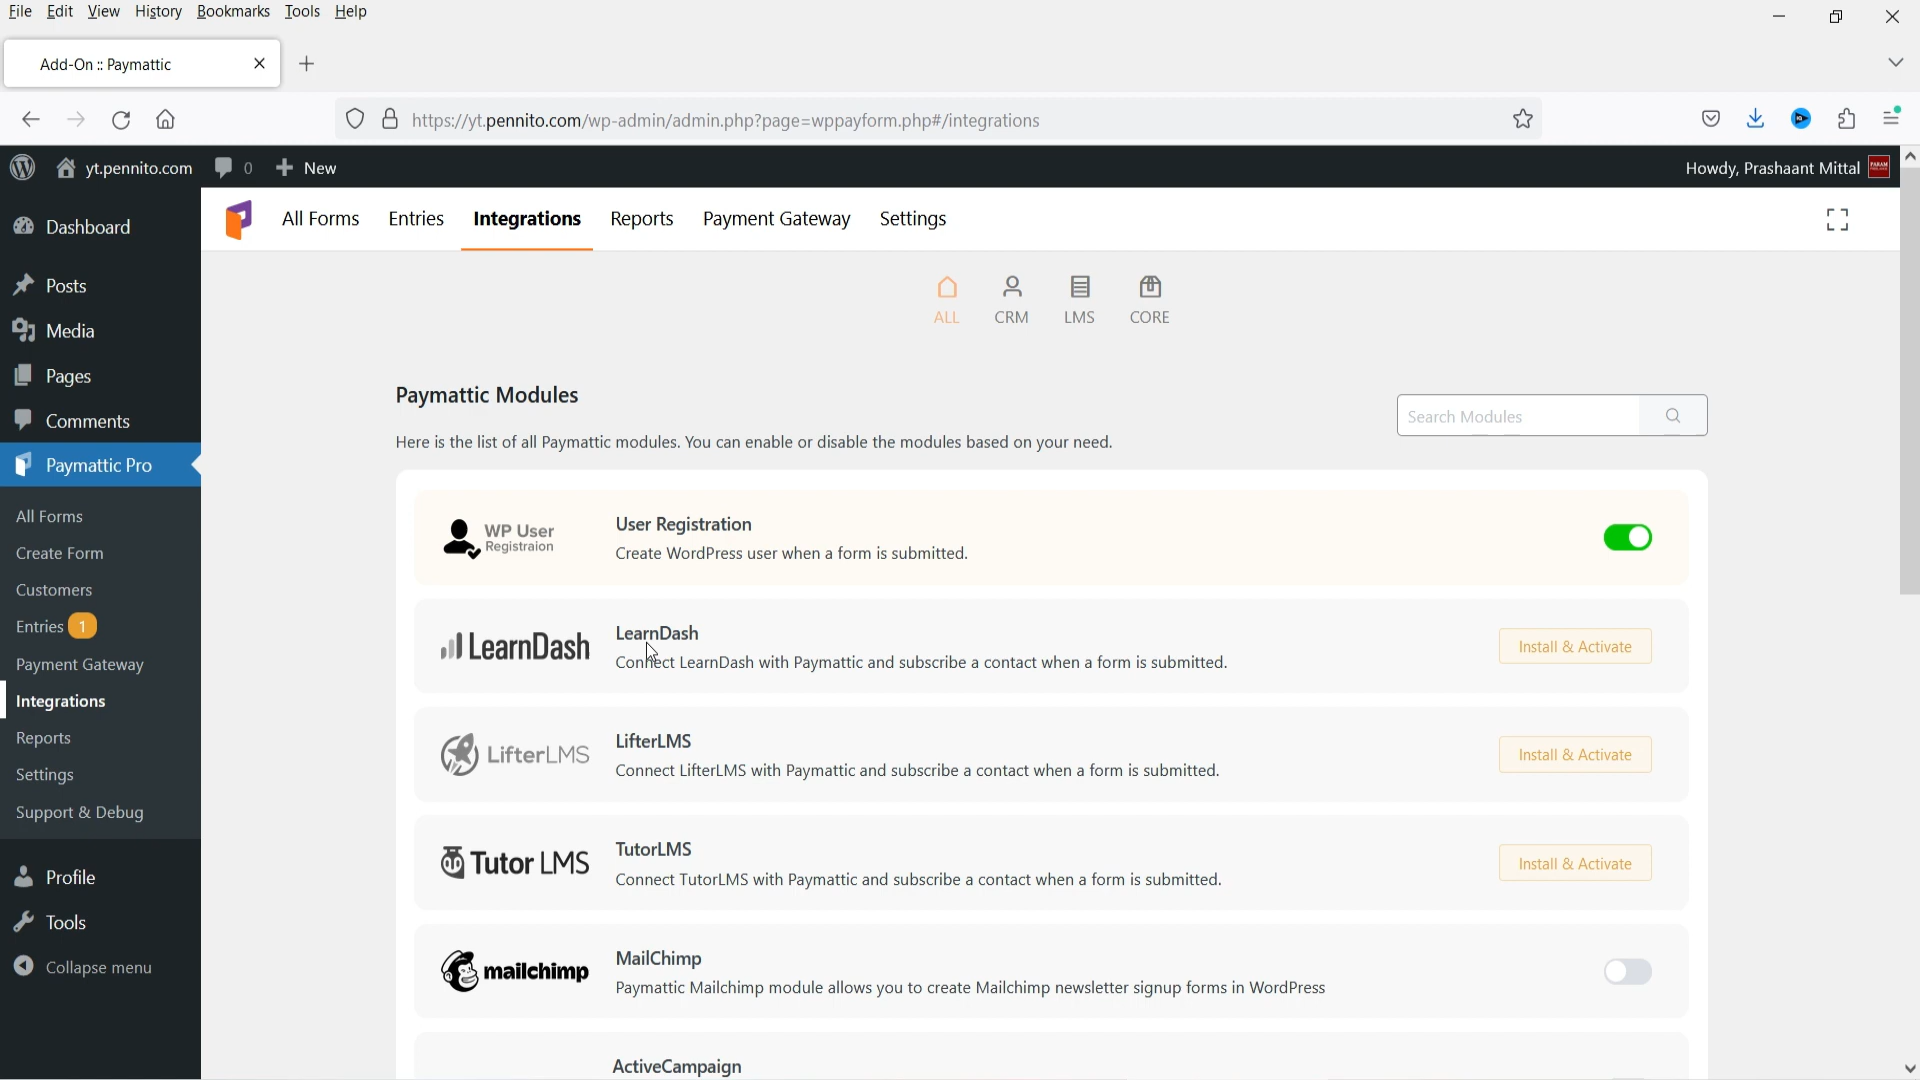 File Edit View History Bookmarks Tools Help
Add-On :: Paymattic
https://yt.pennito.com/wp-admin/admin.php?page=wppayform.php#/integrations
yt.pennito.com 0 New Howdy, Prashaant Mittal
All Forms Entries Integrations Reports Payment Gateway Settings
Dashboard
Posts
Media
Pages
Comments
Paymattic Pro
All Forms
Create Form
Customers
Entries 1
Payment Gateway
Integrations
Reports
Settings
Support & Debug
Profile
Tools
Collapse menu
ALL CRM LMS CORE
Paymattic Modules
Here is the list of all Paymattic modules. You can enable or disable the modules based on your need.
Search Modules
WP User
Registraion
User Registration
Create WordPress user when a form is submitted.
LearnDash
LearnDash
Connect LearnDash with Paymattic and subscribe a contact when a form is submitted.
Install & Activate
LifterLMS
LifterLMS
Connect LifterLMS with Paymattic and subscribe a contact when a form is submitted.
Install & Activate
Tutor LMS
TutorLMS
Connect TutorLMS with Paymattic and subscribe a contact when a form is submitted.
Install & Activate
mailchimp
MailChimp
Paymattic Mailchimp module allows you to create Mailchimp newsletter signup forms in WordPress
ActiveCampaign